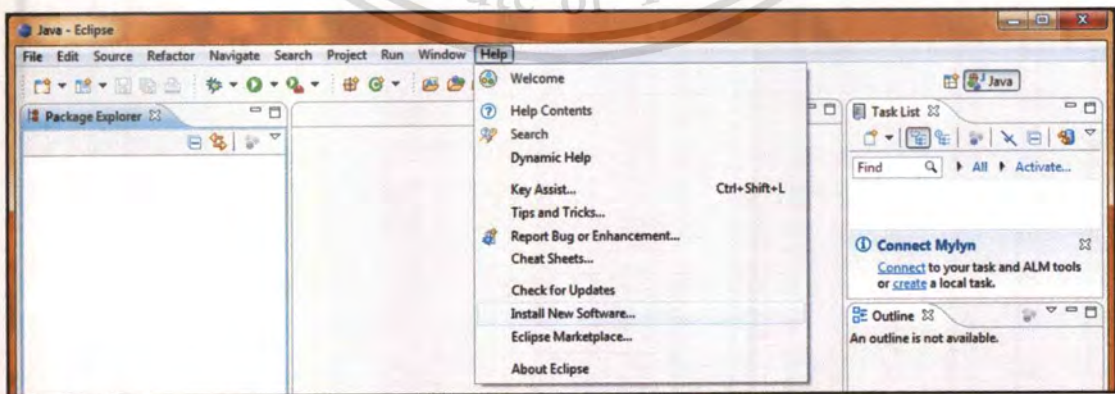 Java - Eclipse
File Edit Source Refactor Navigate Search Project Run Window Help
Java
Package Explorer
Welcome
Help Contents
Search
Dynamic Help
Key Assist... Ctrl+Shift+L
Tips and Tricks...
Report Bug or Enhancement...
Cheat Sheets...
Check for Updates
Install New Software...
Eclipse Marketplace...
About Eclipse
Task List
Find All Activate...
Connect Mylyn
Connect to your task and ALM tools
or create a local task.
Outline
An outline is not available.